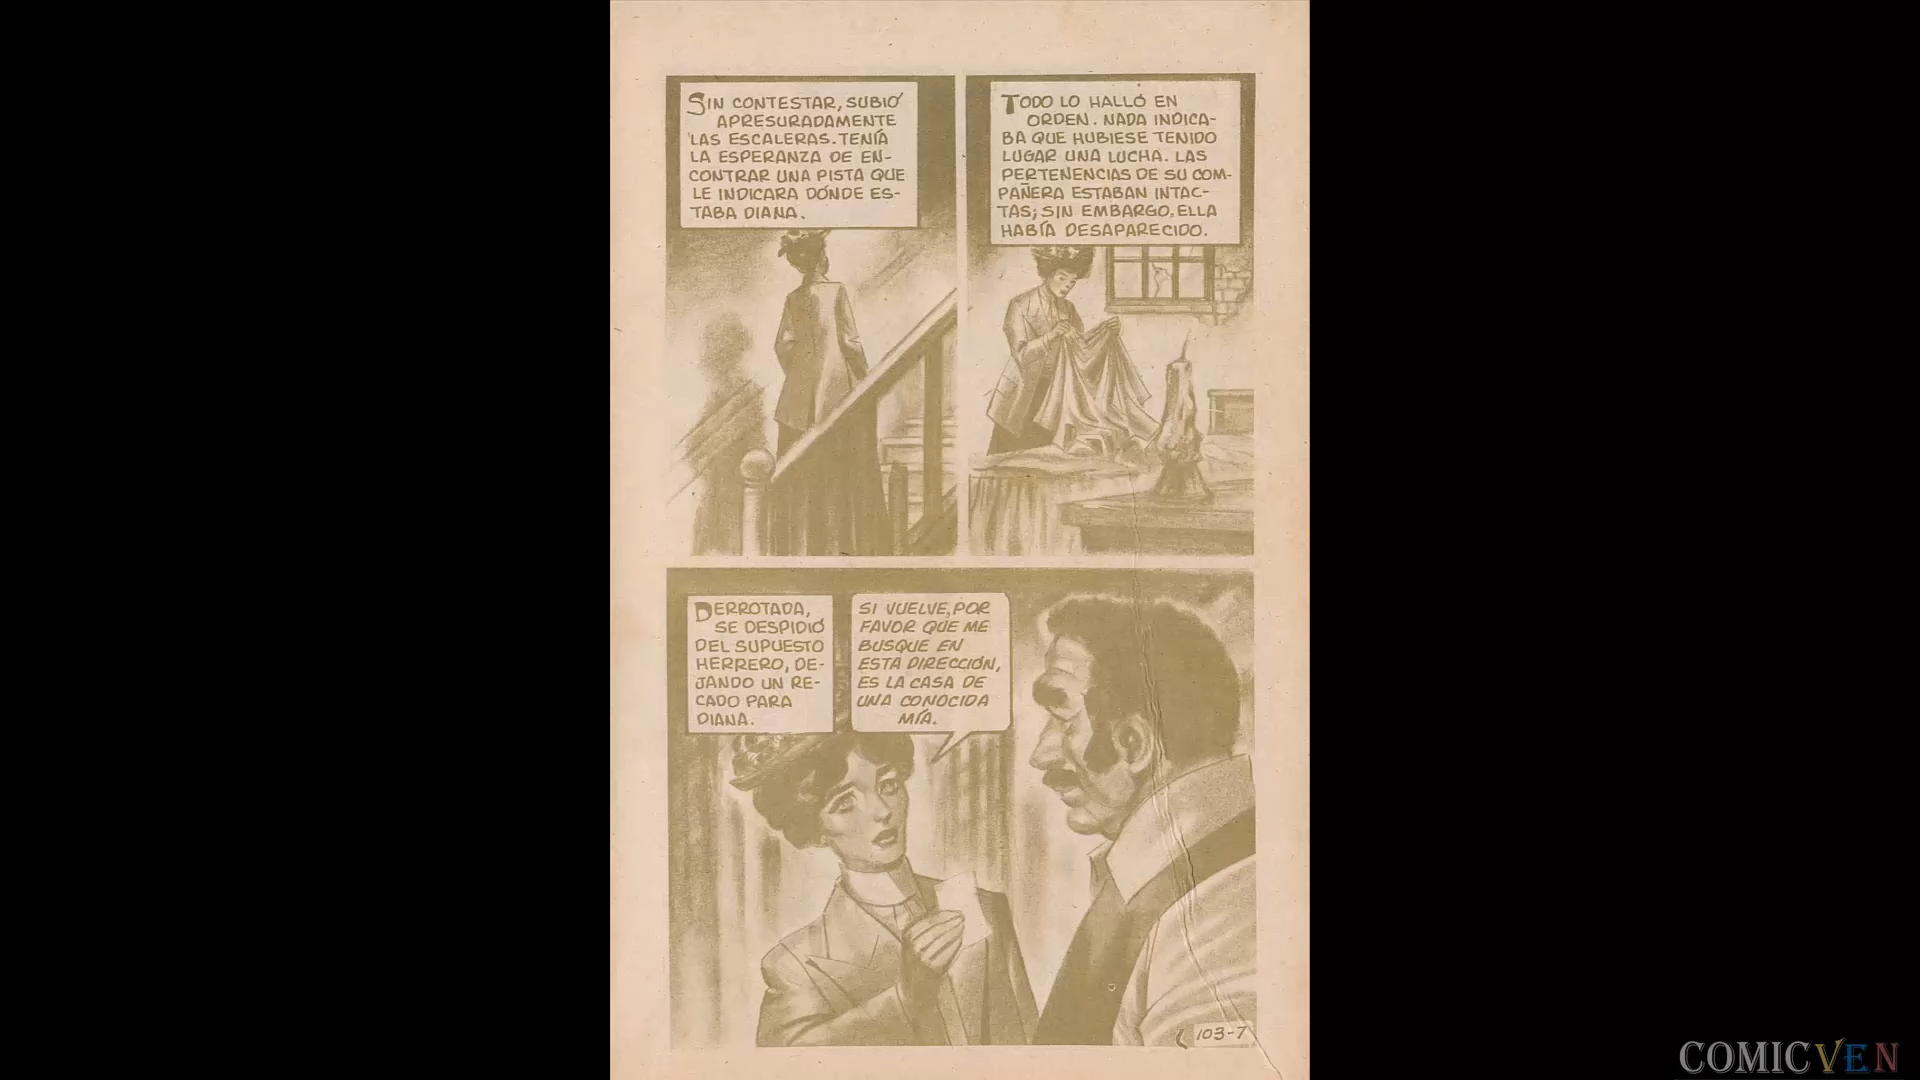 SIN CONTESTAR, SUBIÓ
APRESURADAMENTE
LAS ESCALERAS. TENÍA
LA ESPERANZA DE EN-
CONTRAR UNA PISTA QUE
LE INDICARA DÓNDE ES-
TABA DIANA.
TODO LO HALLÓ EN
ORDEN. NADA INDICA-
BA QUE HUBIESE TENIDO
LUGAR UNA LUCHA. LAS
PERTENENCIAS DE SU COM-
PAÑERA ESTABAN INTAC-
TAS; SIN EMBARGO, ELLA
HABÍA DESAPARECIDO.
DERROTADA,
SE DESPIDIÓ
DEL SUPUESTO
HERRERO, DE-
JANDO UN RE-
CADO PARA
DIANA.
SI VUELVE, POR
FAVOR QUE ME
BUSQUE EN
ESTA DIRECCIÓN,
ES LA CASA DE
UNA CONOCIDA
MÍA.
103-7
COMICVEN